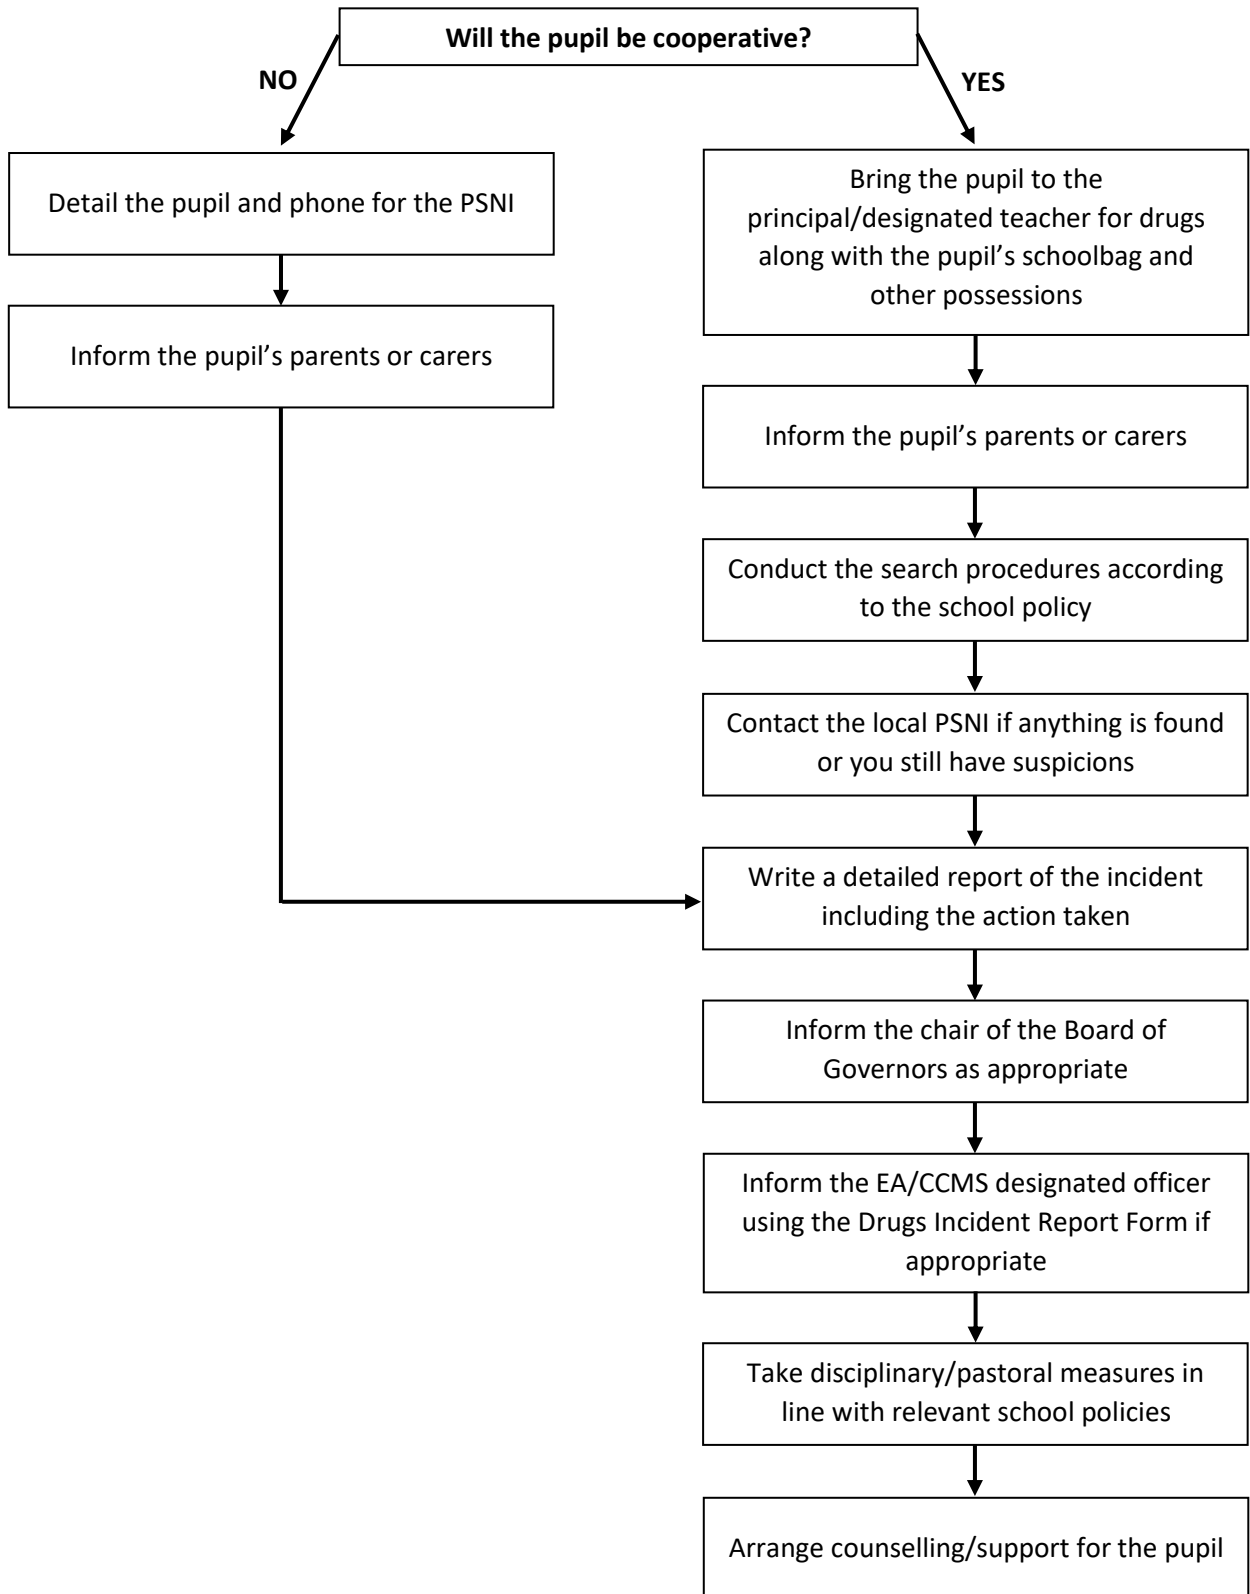 Will the pupil be cooperative?
NO
YES
Detail the pupil and phone for the PSNI
Inform the pupil’s parents or carers
Bring the pupil to the
principal/designated teacher for drugs
along with the pupil’s schoolbag and
other possessions
Inform the pupil’s parents or carers
Conduct the search procedures according
to the school policy
Contact the local PSNI if anything is found
or you still have suspicions
Write a detailed report of the incident
including the action taken
Inform the chair of the Board of
Governors as appropriate
Inform the EA/CCMS designated officer
using the Drugs Incident Report Form if
appropriate
Take disciplinary/pastoral measures in
line with relevant school policies
Arrange counselling/support for the pupil